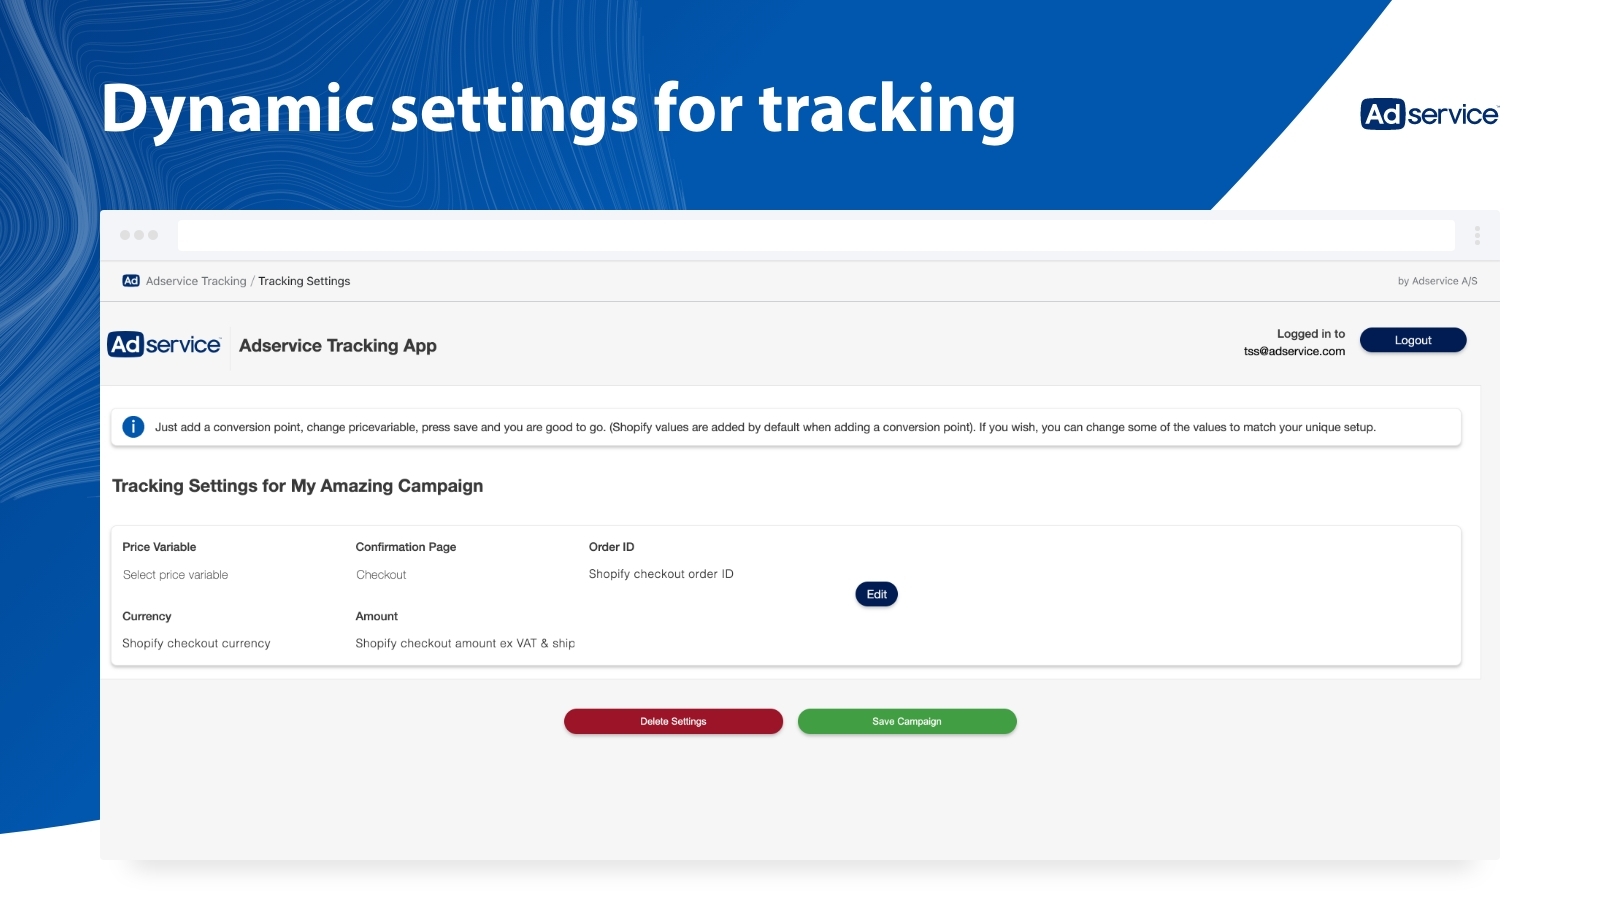 Dynamic settings for tracking
Adservice
Ad Adservice Tracking / Tracking Settings
by Adservice A/S
Adservice
Adservice Tracking App
Logged in to
tss@adservice.com
Logout
i Just add a conversion point, change pricevariable, press save and you are good to go. (Shopify values are added by default when adding a conversion point). If you wish, you can change some of the values to match your unique setup.
Tracking Settings for My Amazing Campaign
Price Variable Confirmation Page Order ID
Select price variable Checkout Shopify checkout order ID
Edit
Currency Amount
Shopify checkout currency Shopify checkout amount ex VAT & ship
Delete Settings Save Campaign